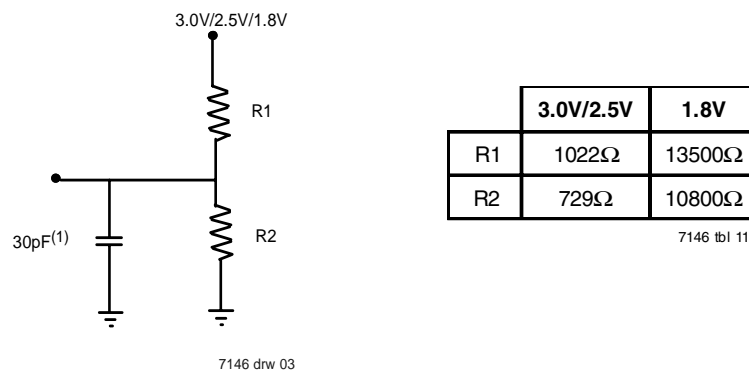 3.0V/2.5V/1.8V
R1
30pF(1)
R2
7146 drw 03
3.0V/2.5V 1.8V
R1 1022Ω 13500Ω
R2 729Ω 10800Ω
7146 tbl 11